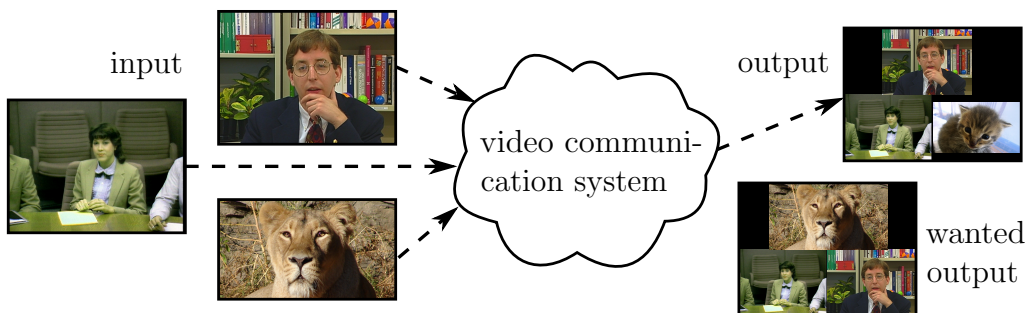 input
video communi-
cation system
output
wanted
output